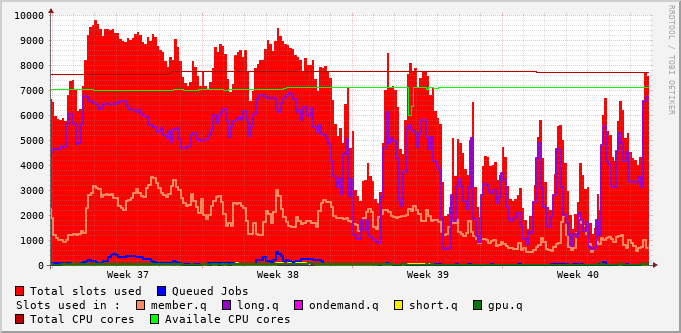 10000
9000
8000
7000
6000
5000
4000
3000
2000
1000
0
Week 37 Week 38 Week 39 Week 40
Total slots used Queued Jobs
Slots used in : member.q long.q ondemand.q short.q gpu.q
Total CPU cores Availale CPU cores
RRDTOOL / TOBI OETIKER